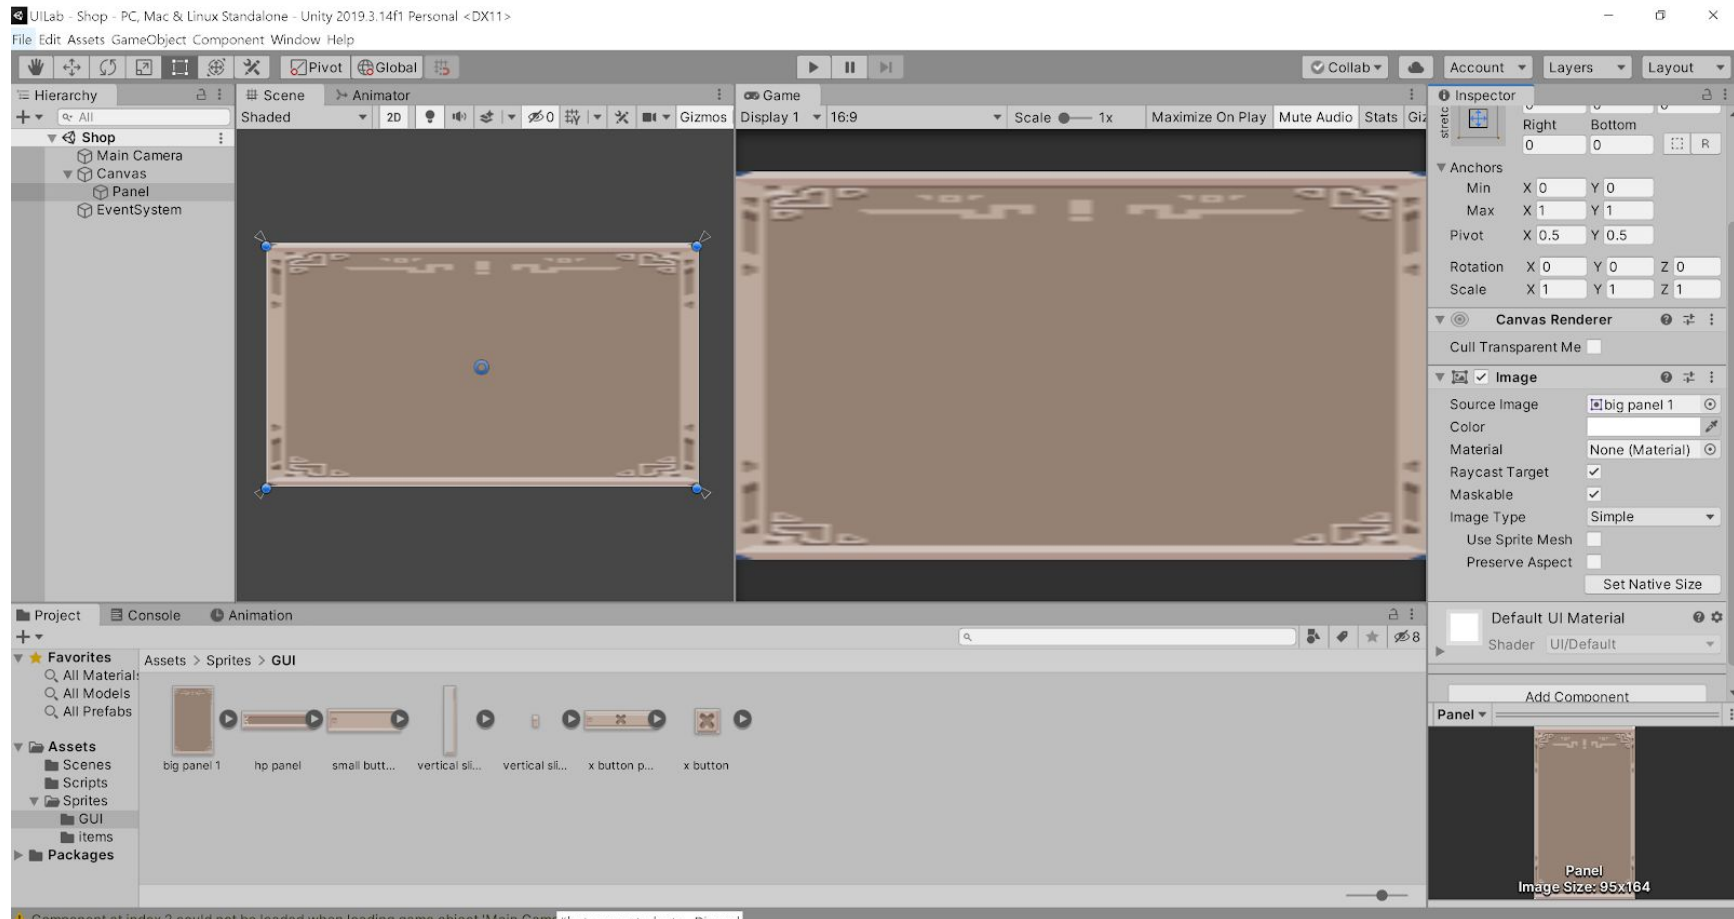 UILab - Shop - PC, Mac & Linux Standalone - Unity 2019.3.14f1 Personal <DX11>
File Edit Assets GameObject Component Window Help
Pivot Global Collab Account Layers Layout
Hierarchy
All
Shop
Main Camera
Canvas
Panel
EventSystem
Scene Animator
Shaded 2D 0 Gizmos
Game
Display 1 16:9 Scale 1x Maximize On Play Mute Audio Stats Giz
Inspector
Right Bottom
0 0 R
Anchors
Min X 0 Y 0
Max X 1 Y 1
Pivot X 0.5 Y 0.5
Rotation X 0 Y 0 Z 0
Scale X 1 Y 1 Z 1
Canvas Renderer
Cull Transparent Me
Image
Source Image big panel 1
Color
Material None (Material)
Raycast Target
Maskable
Image Type Simple
Use Sprite Mesh
Preserve Aspect
Set Native Size
Default UI Material
Shader UI/Default
Add Component
Panel
Panel
Image Size: 95x164
Project Console Animation
8
Favorites
All Material
All Models
All Prefabs
Assets
Scenes
Scripts
Sprites
GUI
items
Packages
Assets > Sprites > GUI
big panel 1 hp panel small butt... vertical sli... vertical sli... x button p... x button